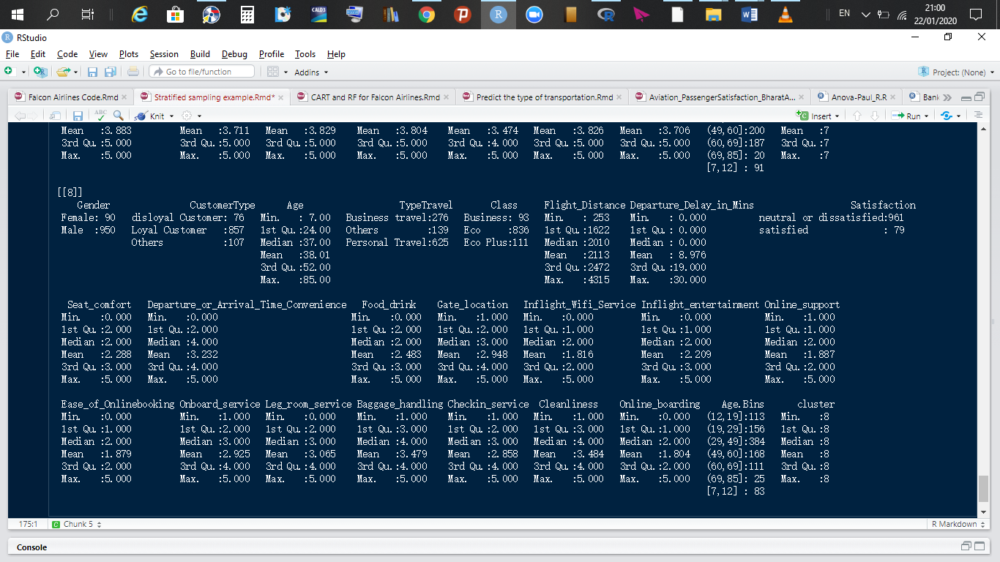 EN
21:00
22/01/2020
RStudio
File Edit Code View Plots Session Build Debug Profile Tools Help
Go to file/function
Addins
Project: (None)
Falcon Airlines Code.Rmd
Stratified sampling example.Rmd*
CART and RF for Falcon Airlines.Rmd
Predict the type of transportation.Rmd
Aviation_PassengerSatisfaction_BharatA...
Anova-Paul_R.R
Bank
ABC
Knit
Insert
Run
Mean :3.883 Mean :3.711 Mean :3.829 Mean :3.804 Mean :3.474 Mean :3.826 Mean :3.706 (49,60]:200 Mean :7
3rd Qu.:5.000 3rd Qu.:5.000 3rd Qu.:5.000 3rd Qu.:5.000 3rd Qu.:4.000 3rd Qu.:5.000 3rd Qu.:5.000 (60,69]:187 3rd Qu.:7
Max. :5.000 Max. :5.000 Max. :5.000 Max. :5.000 Max. :5.000 Max. :5.000 Max. :5.000 (69,85]: 20 Max. :7
[7,12] : 91
[[8]]
Gender CustomerType Age TypeTravel Class Flight_Distance Departure_Delay_in_Mins Satisfaction
Female: 90 disloyal Customer: 76 Min. : 7.00 Business travel:276 Business: 93 Min. : 253 Min. : 0.000 neutral or dissatisfied:961
Male :950 Loyal Customer :857 1st Qu.:24.00 Others :139 Eco :836 1st Qu.:1622 1st Qu.: 0.000 satisfied : 79
Others :107 Median :37.00 Personal Travel:625 Eco Plus:111 Median :2010 Median : 0.000
Mean :38.01 Mean :2113 Mean : 8.976
3rd Qu.:52.00 3rd Qu.:2472 3rd Qu.:19.000
Max. :85.00 Max. :4315 Max. :30.000
Seat_comfort Departure_or_Arrival_Time_Convenience Food_drink Gate_location Inflight_Wifi_Service Inflight_entertainment Online_support
Min. :0.000 Min. :0.000 Min. :0.000 Min. :1.000 Min. :0.000 Min. :0.000 Min. :1.000
1st Qu.:2.000 1st Qu.:2.000 1st Qu.:2.000 1st Qu.:2.000 1st Qu.:1.000 1st Qu.:1.000 1st Qu.:1.000
Median :2.000 Median :4.000 Median :2.000 Median :3.000 Median :2.000 Median :2.000 Median :2.000
Mean :2.288 Mean :3.232 Mean :2.483 Mean :2.948 Mean :1.816 Mean :2.209 Mean :1.887
3rd Qu.:3.000 3rd Qu.:4.000 3rd Qu.:3.000 3rd Qu.:4.000 3rd Qu.:2.000 3rd Qu.:3.000 3rd Qu.:2.000
Max. :5.000 Max. :5.000 Max. :5.000 Max. :5.000 Max. :5.000 Max. :5.000 Max. :5.000
Ease_of_Onlinebooking Onboard_service Leg_room_service Baggage_handling Checkin_service Cleanliness Online_boarding Age.Bins cluster
Min. :0.000 Min. :1.000 Min. :0.000 Min. :1.000 Min. :1.000 Min. :1.000 Min. :0.000 (12,19]:113 Min. :8
1st Qu.:1.000 1st Qu.:2.000 1st Qu.:2.000 1st Qu.:3.000 1st Qu.:2.000 1st Qu.:3.000 1st Qu.:1.000 (19,29]:156 1st Qu.:8
Median :2.000 Median :3.000 Median :3.000 Median :4.000 Median :3.000 Median :4.000 Median :2.000 (29,49]:384 Median :8
Mean :1.879 Mean :2.925 Mean :3.065 Mean :3.479 Mean :2.858 Mean :3.484 Mean :1.804 (49,60]:168 Mean :8
3rd Qu.:2.000 3rd Qu.:4.000 3rd Qu.:4.000 3rd Qu.:4.000 3rd Qu.:4.000 3rd Qu.:4.000 3rd Qu.:2.000 (60,69]:111 3rd Qu.:8
Max. :5.000 Max. :5.000 Max. :5.000 Max. :5.000 Max. :5.000 Max. :5.000 Max. :5.000 (69,85]: 25 Max. :8
[7,12] : 83
175:1 Chunk 5 R Markdown
Console